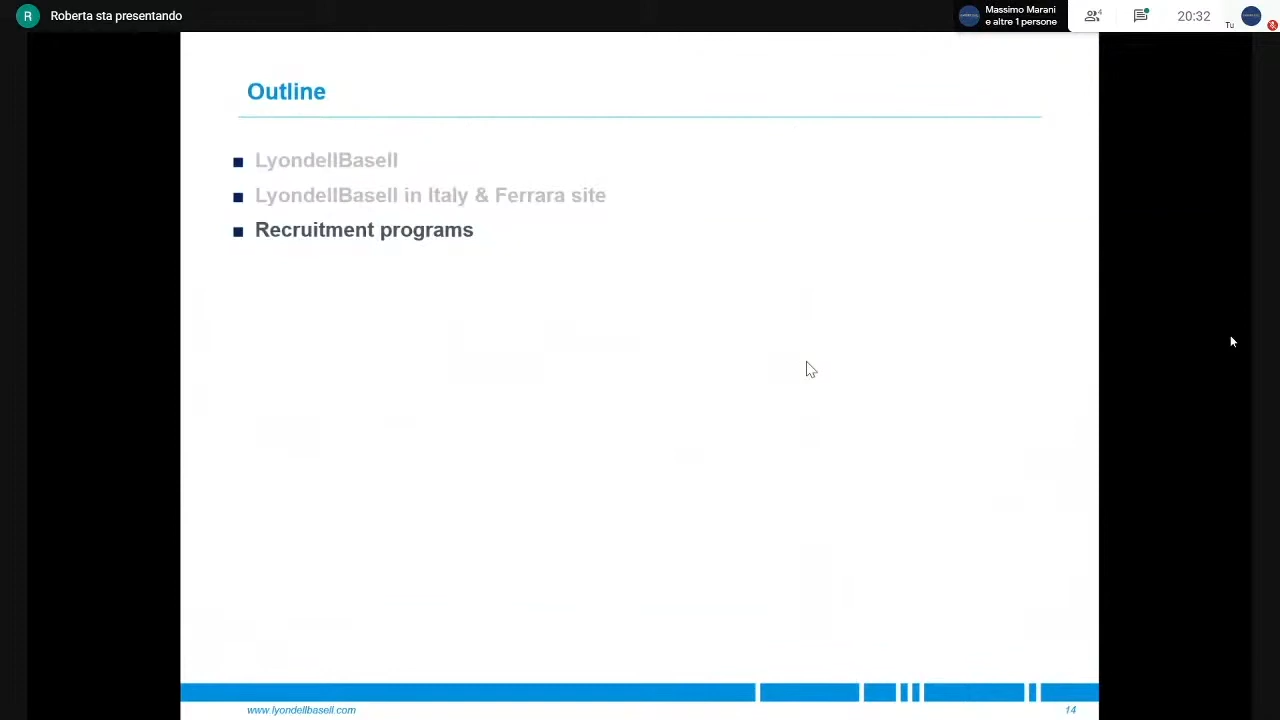 R
Roberta sta presentando
Massimo Marani
e altre 1 persone
4
20:32
Tu
Outline
LyondellBasell
LyondellBasell in Italy & Ferrara site
Recruitment programs
www.lyondellbasell.com
14